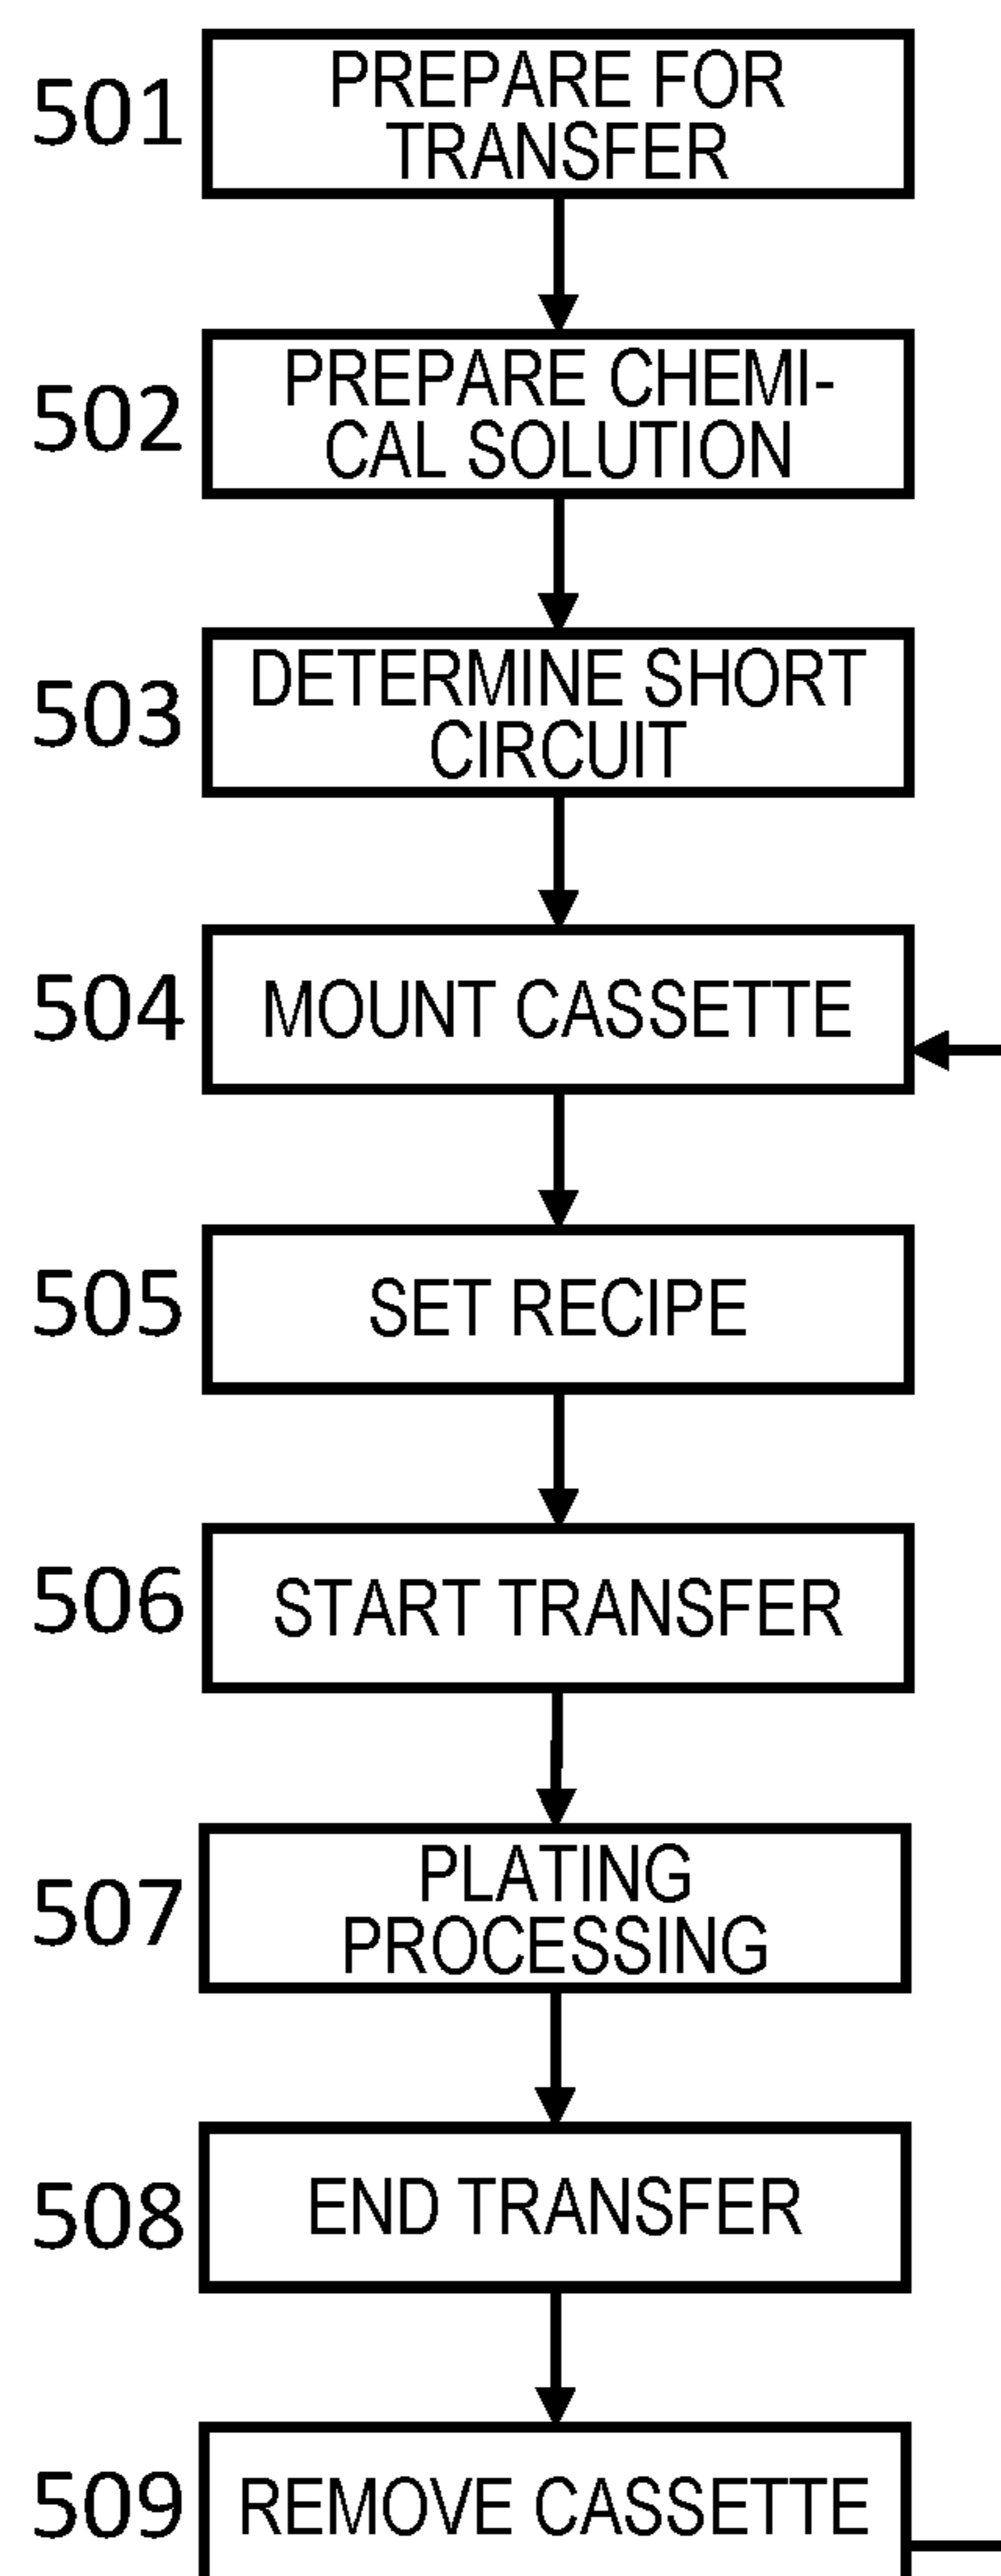 501
PREPARE FOR
TRANSFER
502
PREPARE CHEMI-
CAL SOLUTION
503
DETERMINE SHORT
CIRCUIT
504
MOUNT CASSETTE
505
SET RECIPE
506
START TRANSFER
507
PLATING
PROCESSING
508
END TRANSFER
509
REMOVE CASSETTE